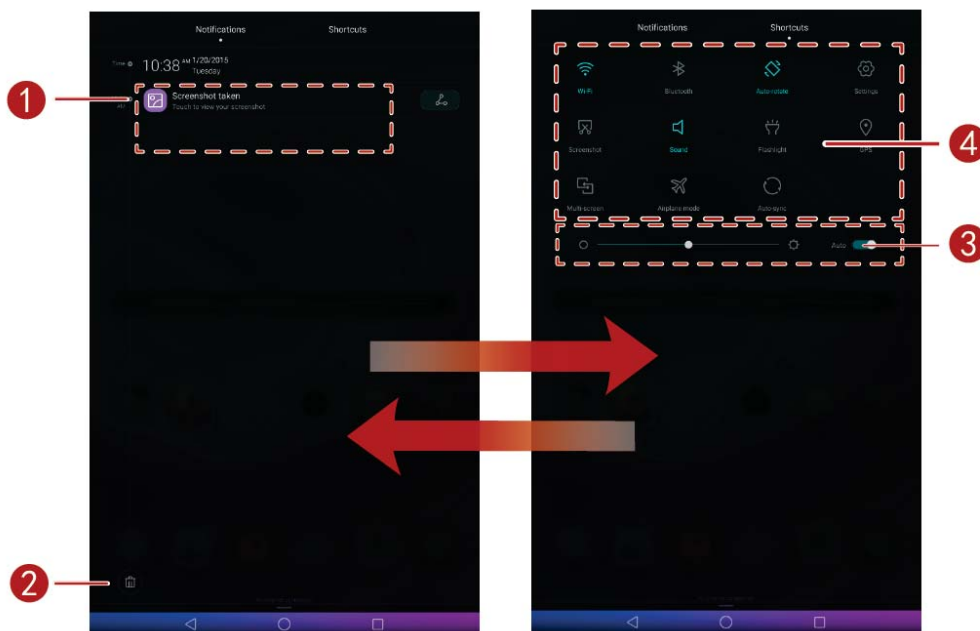 Notifications Shortcuts
Time 10:38 AM 1/20/2015
Tuesday
Screenshot taken
Touch to view your screenshot
1
2
Notifications Shortcuts
Wi-Fi Bluetooth Auto-rotate Settings
Screenshot Sound Flashlight GPS
Multi-screen Airplane mode Auto-sync
Auto
4
3